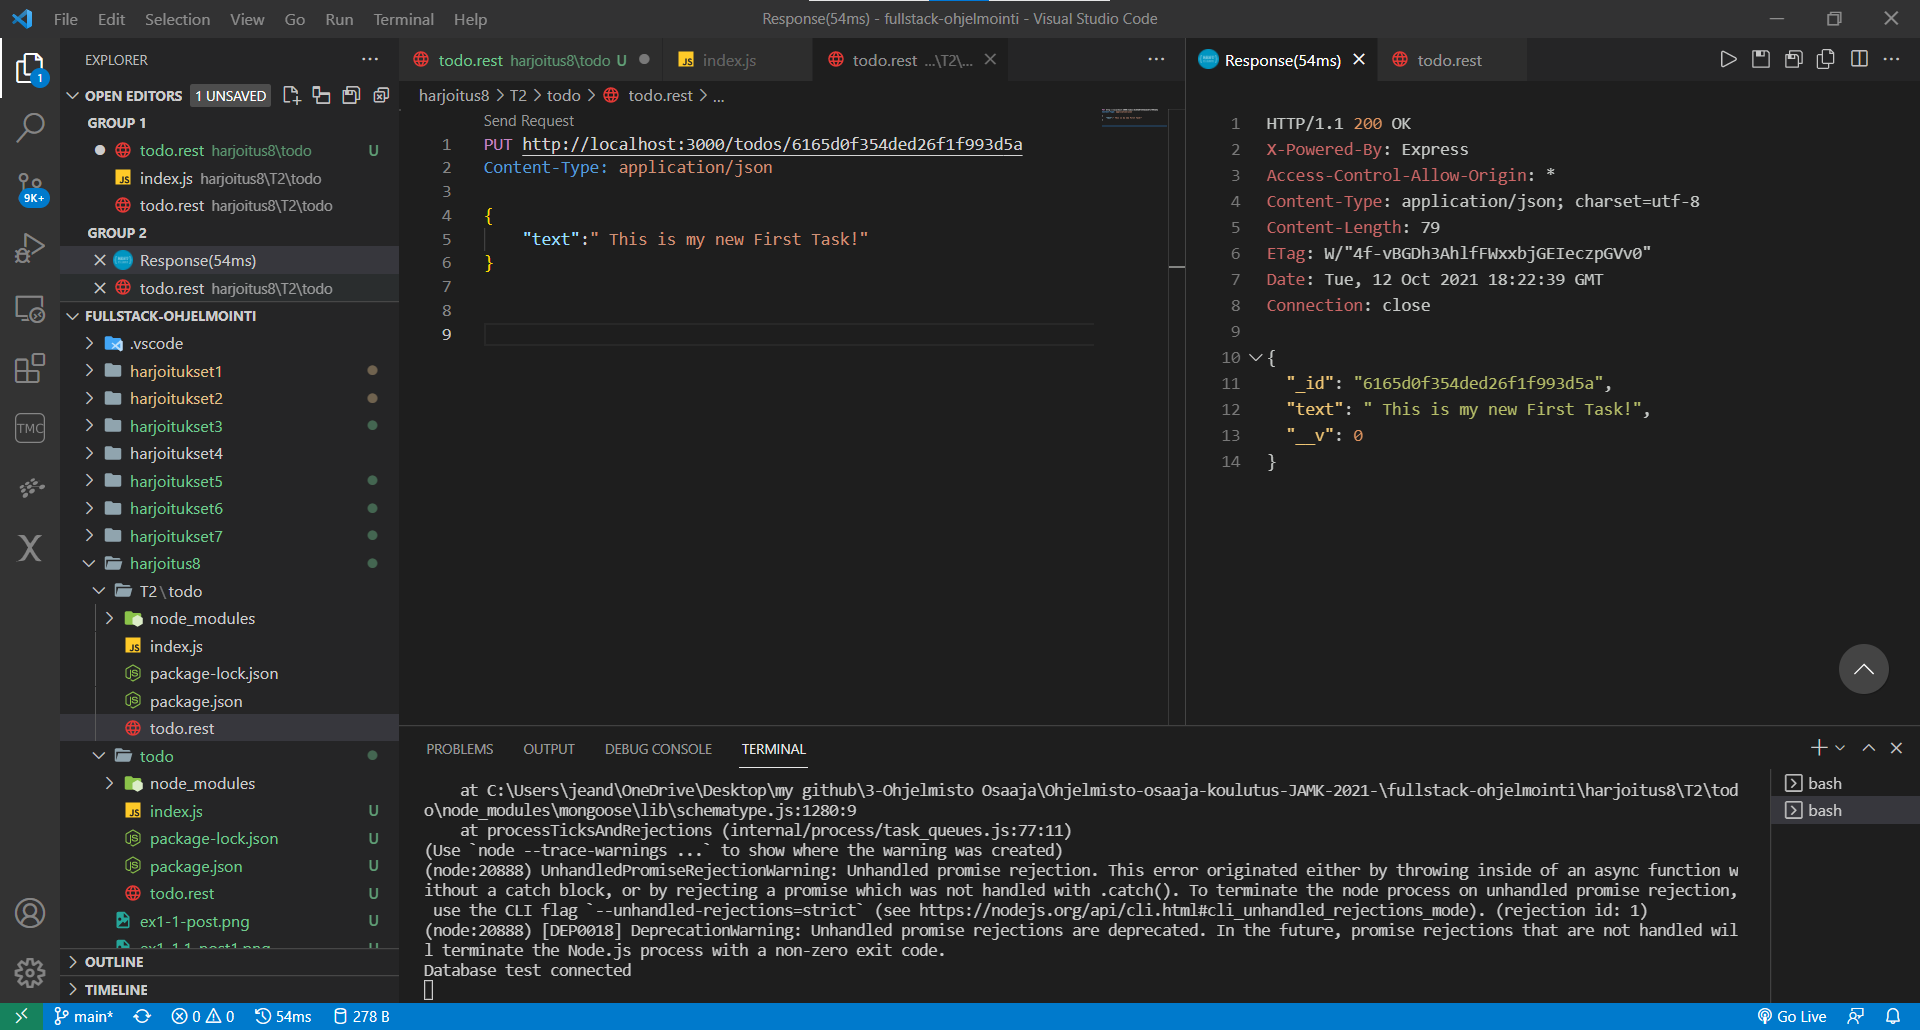 File Edit Selection View Go Run Terminal Help
Response(54ms) - fullstack-ohjelmointi - Visual Studio Code
EXPLORER
OPEN EDITORS 1 UNSAVED
GROUP 1
todo.rest harjoitus8\todo U
index.js harjoitus8\T2\todo
todo.rest harjoitus8\T2\todo
GROUP 2
Response(54ms)
todo.rest harjoitus8\T2\todo
FULLSTACK-OHJELMOINTI
.vscode
harjoitukset1
harjoitukset2
harjoitukset3
harjoitukset4
harjoitukset5
harjoitukset6
harjoitukset7
harjoitus8
T2\todo
node_modules
index.js
package-lock.json
package.json
todo.rest
todo
node_modules
index.js U
package-lock.json U
package.json U
todo.rest U
ex1-1-post.png U
OUTLINE
TIMELINE
1
9K+
TMC
todo.rest harjoitus8\todo U
index.js
todo.rest ...\T2\...
harjoitus8 > T2 > todo > todo.rest > ...
Send Request
1 PUT http://localhost:3000/todos/6165d0f354ded26f1f993d5a
2 Content-Type: application/json
3
4 {
5 "text":" This is my new First Task!"
6 }
7
8
9
Response(54ms)
todo.rest
1 HTTP/1.1 200 OK
2 X-Powered-By: Express
3 Access-Control-Allow-Origin: *
4 Content-Type: application/json; charset=utf-8
5 Content-Length: 79
6 ETag: W/"4f-vBGDh3AhlfFWxxbjGEIeczpGVv0"
7 Date: Tue, 12 Oct 2021 18:22:39 GMT
8 Connection: close
9
10 {
11 "_id": "6165d0f354ded26f1f993d5a",
12 "text": " This is my new First Task!",
13 "__v": 0
14 }
PROBLEMS OUTPUT DEBUG CONSOLE TERMINAL
at C:\Users\jeand\OneDrive\Desktop\my github\3-Ohjelmisto Osaaja\Ohjelmisto-osaaja-koulutus-JAMK-2021-\fullstack-ohjelmointi\harjoitus8\T2\tod
o\node_modules\mongoose\lib\schematype.js:1280:9
at processTicksAndRejections (internal/process/task_queues.js:77:11)
(Use `node --trace-warnings ...` to show where the warning was created)
(node:20888) UnhandledPromiseRejectionWarning: Unhandled promise rejection. This error originated either by throwing inside of an async function w
ithout a catch block, or by rejecting a promise which was not handled with .catch(). To terminate the node process on unhandled promise rejection,
use the CLI flag `--unhandled-rejections=strict` (see https://nodejs.org/api/cli.html#cli_unhandled_rejections_mode). (rejection id: 1)
(node:20888) [DEP0018] DeprecationWarning: Unhandled promise rejections are deprecated. In the future, promise rejections that are not handled wil
l terminate the Node.js process with a non-zero exit code.
Database test connected
bash
bash
main* 0 0 54ms 278 B
Go Live